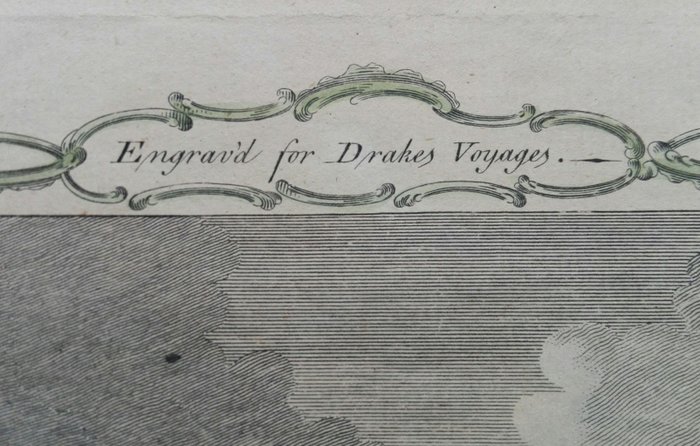 Engrav'd for Drakes Voyages.